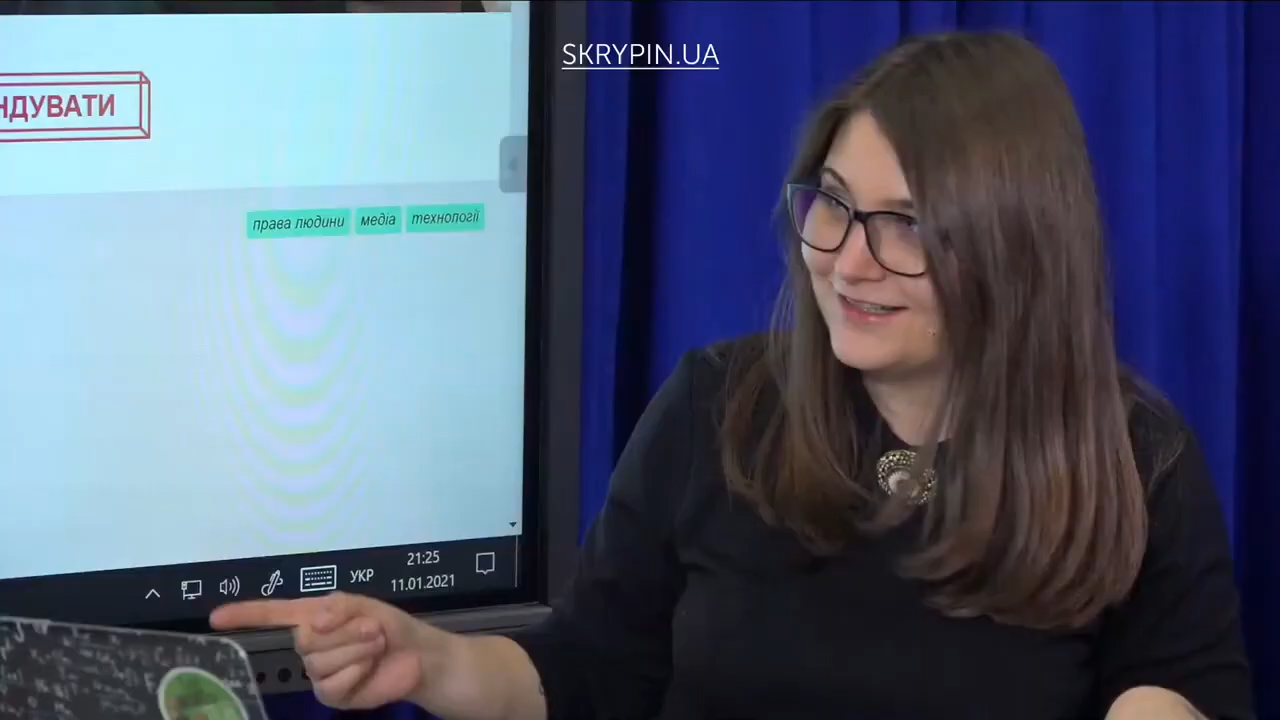 SKRYPIN.UA
НДУВАТИ
права людини медіа технології
УКР
21:25
11.01.2021